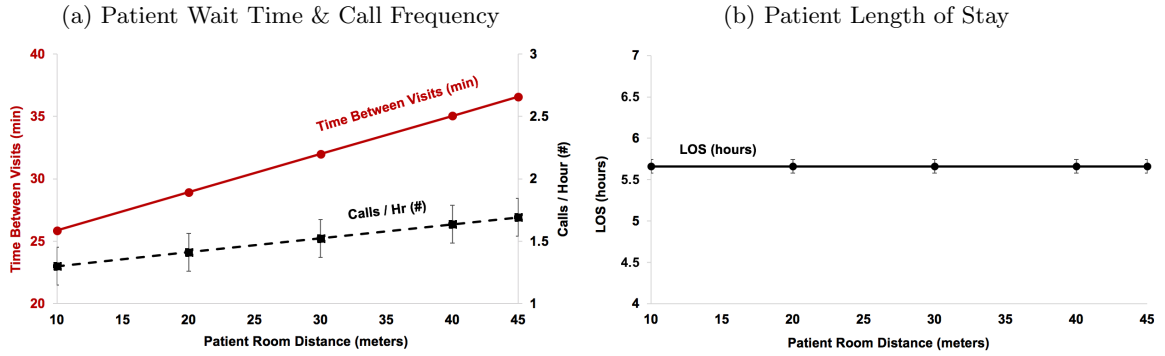 (a) Patient Wait Time & Call Frequency
40
35
30
25
20
Time Between Visits (min)
Time Between Visits (min)
Calls / Hr (#)
3
2.5
2
1.5
1
Calls / Hour (#)
10 15 20 25 30 35 40 45
Patient Room Distance (meters)
(b) Patient Length of Stay
7
6.5
6
5.5
5
4.5
4
LOS (hours)
LOS (hours)
10 15 20 25 30 35 40 45
Patient Room Distance (meters)